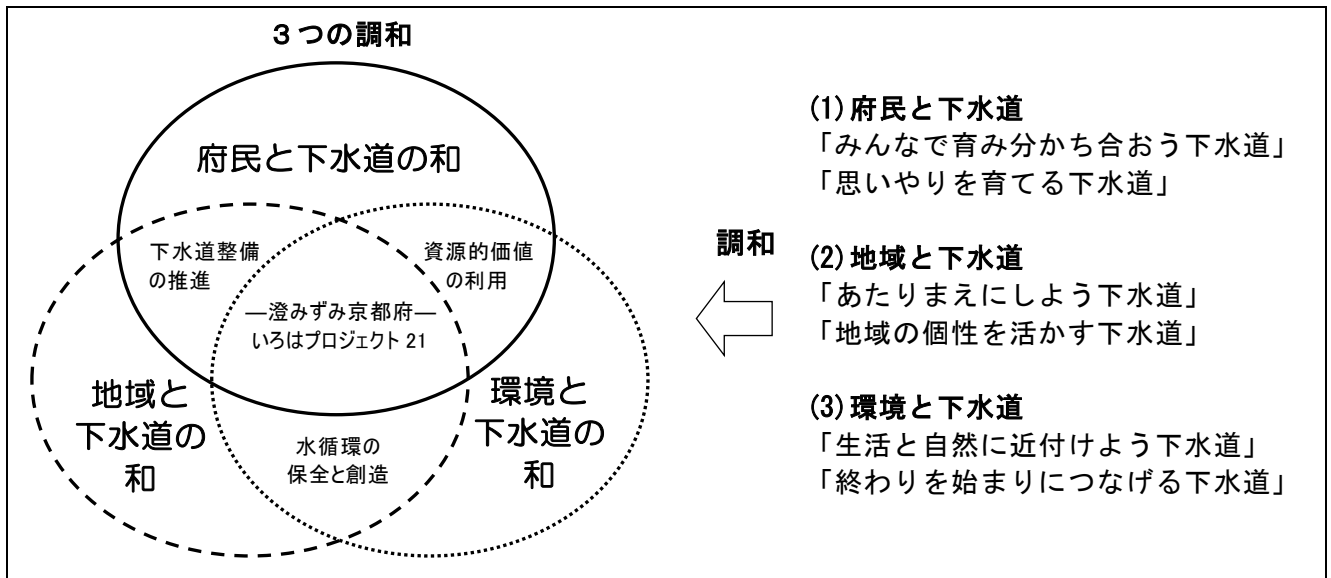 ３つの調和
府民と下水道の和
下水道整備
の推進
資源的価値
の利用
―澄みずみ京都府―
いろはプロジェクト 21
地域と
下水道の
和
環境と
下水道の
和
水循環の
保全と創造
調和
(1)府民と下水道
「みんなで育み分かち合おう下水道」
「思いやりを育てる下水道」
(2)地域と下水道
「あたりまえにしよう下水道」
「地域の個性を活かす下水道」
(3)環境と下水道
「生活と自然に近付けよう下水道」
「終わりを始まりにつなげる下水道」